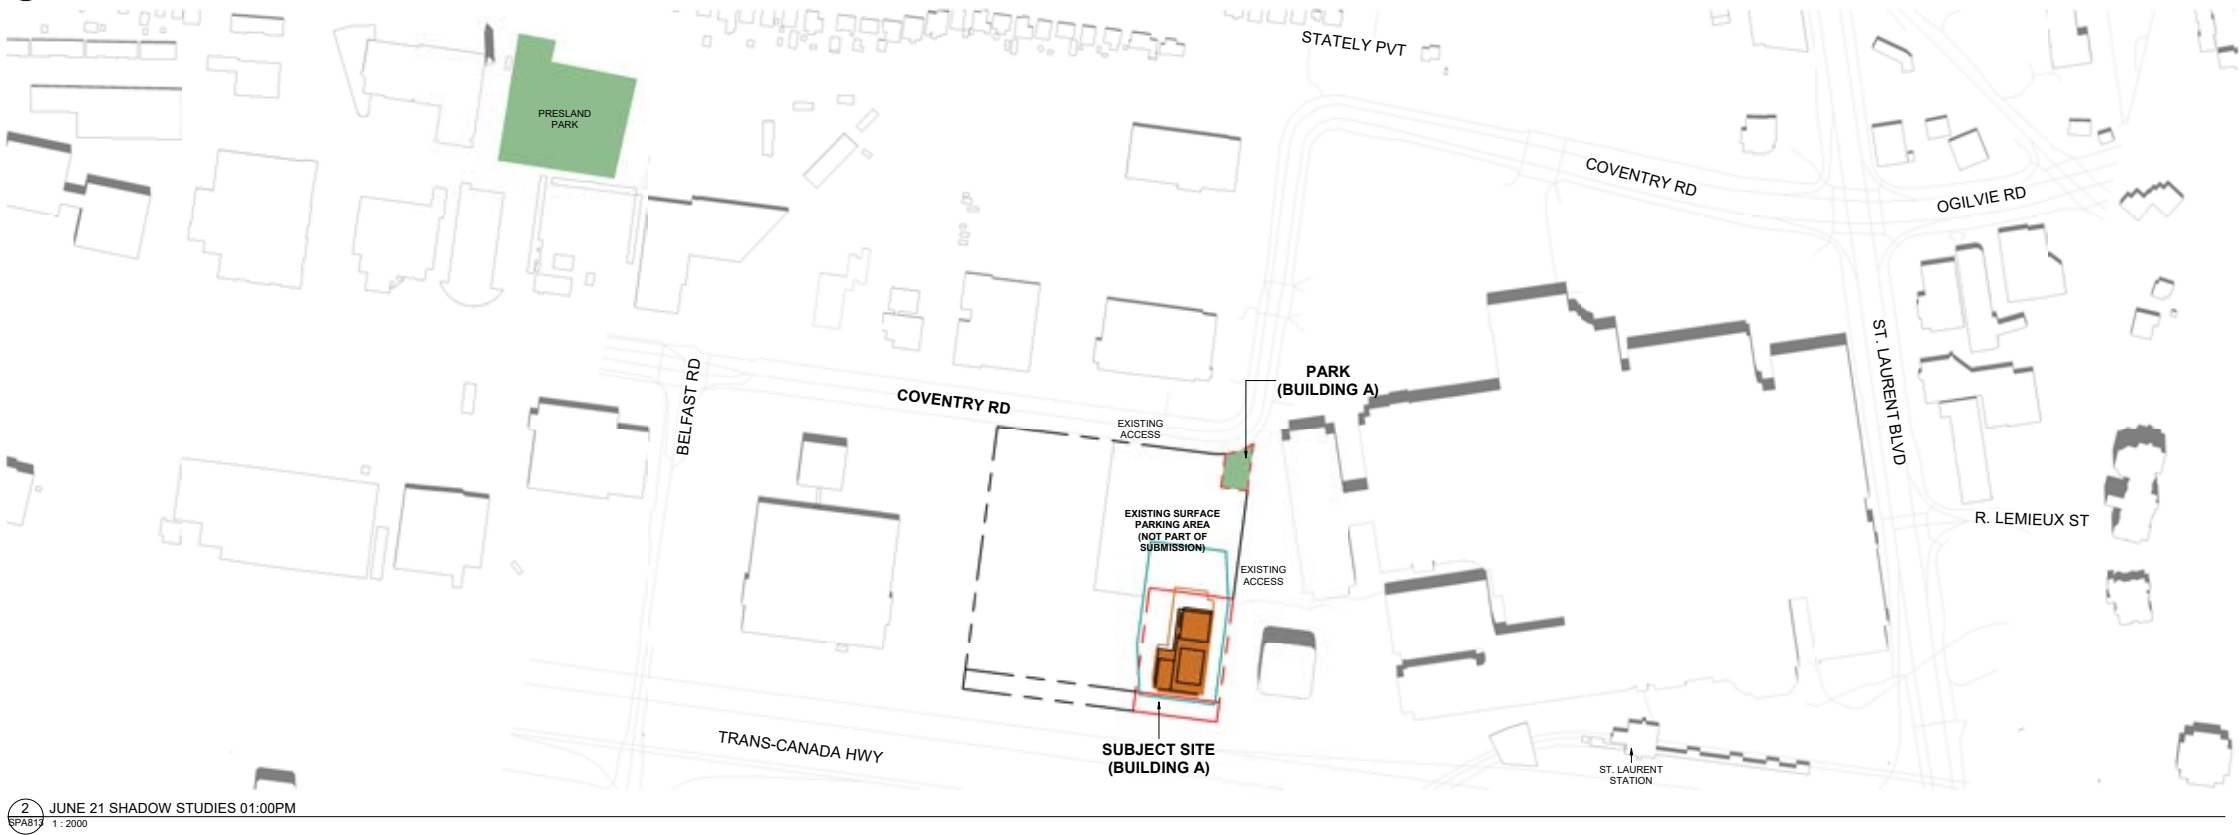 STATELY PVT
PRESLAND
PARK
COVENTRY RD
OGILVIE RD
ST. LAURENT BLVD
BELFAST RD
COVENTRY RD
PARK
(BUILDING A)
EXISTING
ACCESS
EXISTING SURFACE
PARKING AREA
(NOT PART OF
SUBMISSION)
R. LEMIEUX ST
EXISTING
ACCESS
TRANS-CANADA HWY
SUBJECT SITE
(BUILDING A)
ST. LAURENT
STATION
2
SPA813
JUNE 21 SHADOW STUDIES 01:00PM
1 : 2000